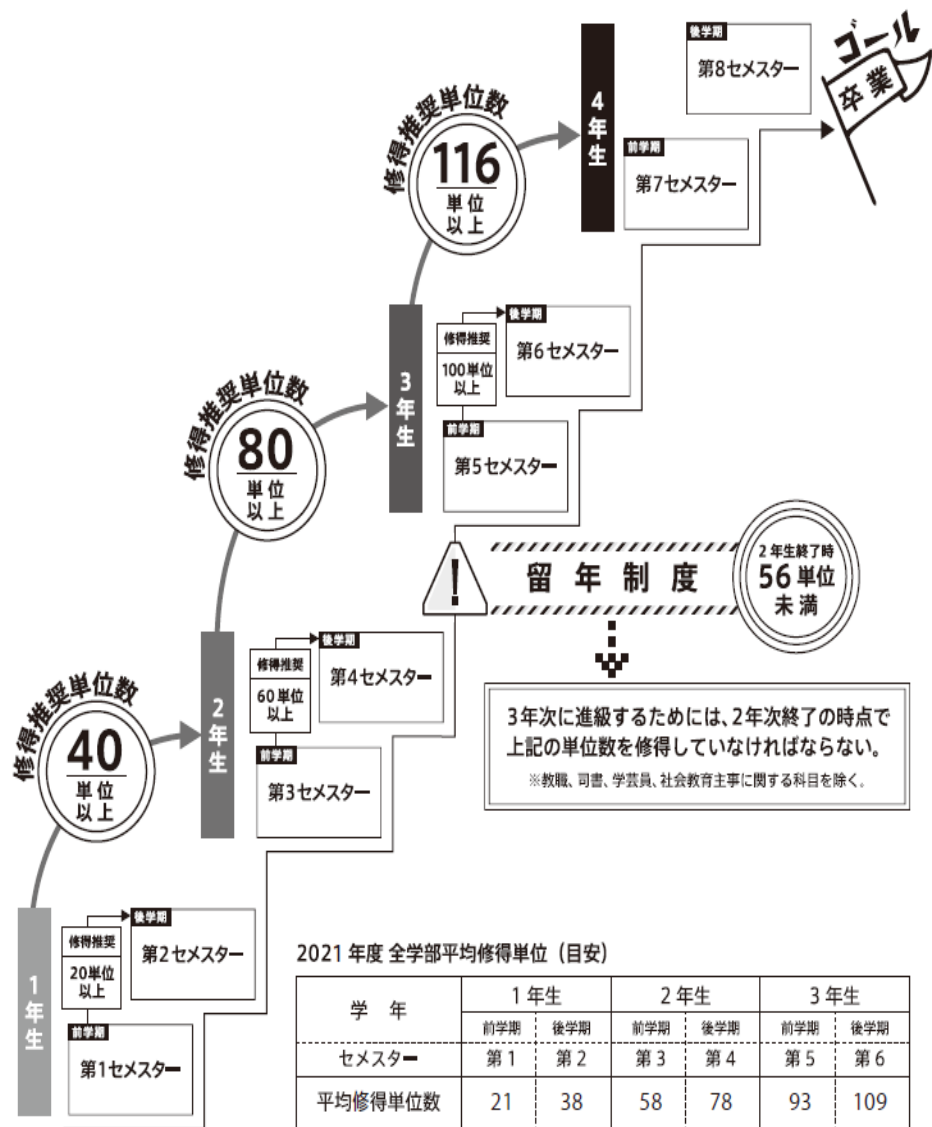 ゴール
卒業
後学期
第8セメスター
前学期
第7セメスター
4年生
修得推奨単位数
116
単位
以上
後学期
第6セメスター
修得推奨
100単位
以上
前学期
第5セメスター
3年生
修得推奨単位数
80
単位
以上
!
留年制度
2年生終了時
56単位
未満
3年次に進級するためには、2年次終了の時点で
上記の単位数を修得していなければならない。
※教職、司書、学芸員、社会教育主事に関する科目を除く。
後学期
第4セメスター
修得推奨
60単位
以上
前学期
第3セメスター
2年生
修得推奨単位数
40
単位
以上
後学期
第2セメスター
修得推奨
20単位
以上
前学期
第1セメスター
1年生
2021年度 全学部平均修得単位（目安）
学年 1年生 2年生 3年生
前学期 後学期 前学期 後学期 前学期 後学期
セメスター 第1 第2 第3 第4 第5 第6
平均修得単位数 21 38 58 78 93 109